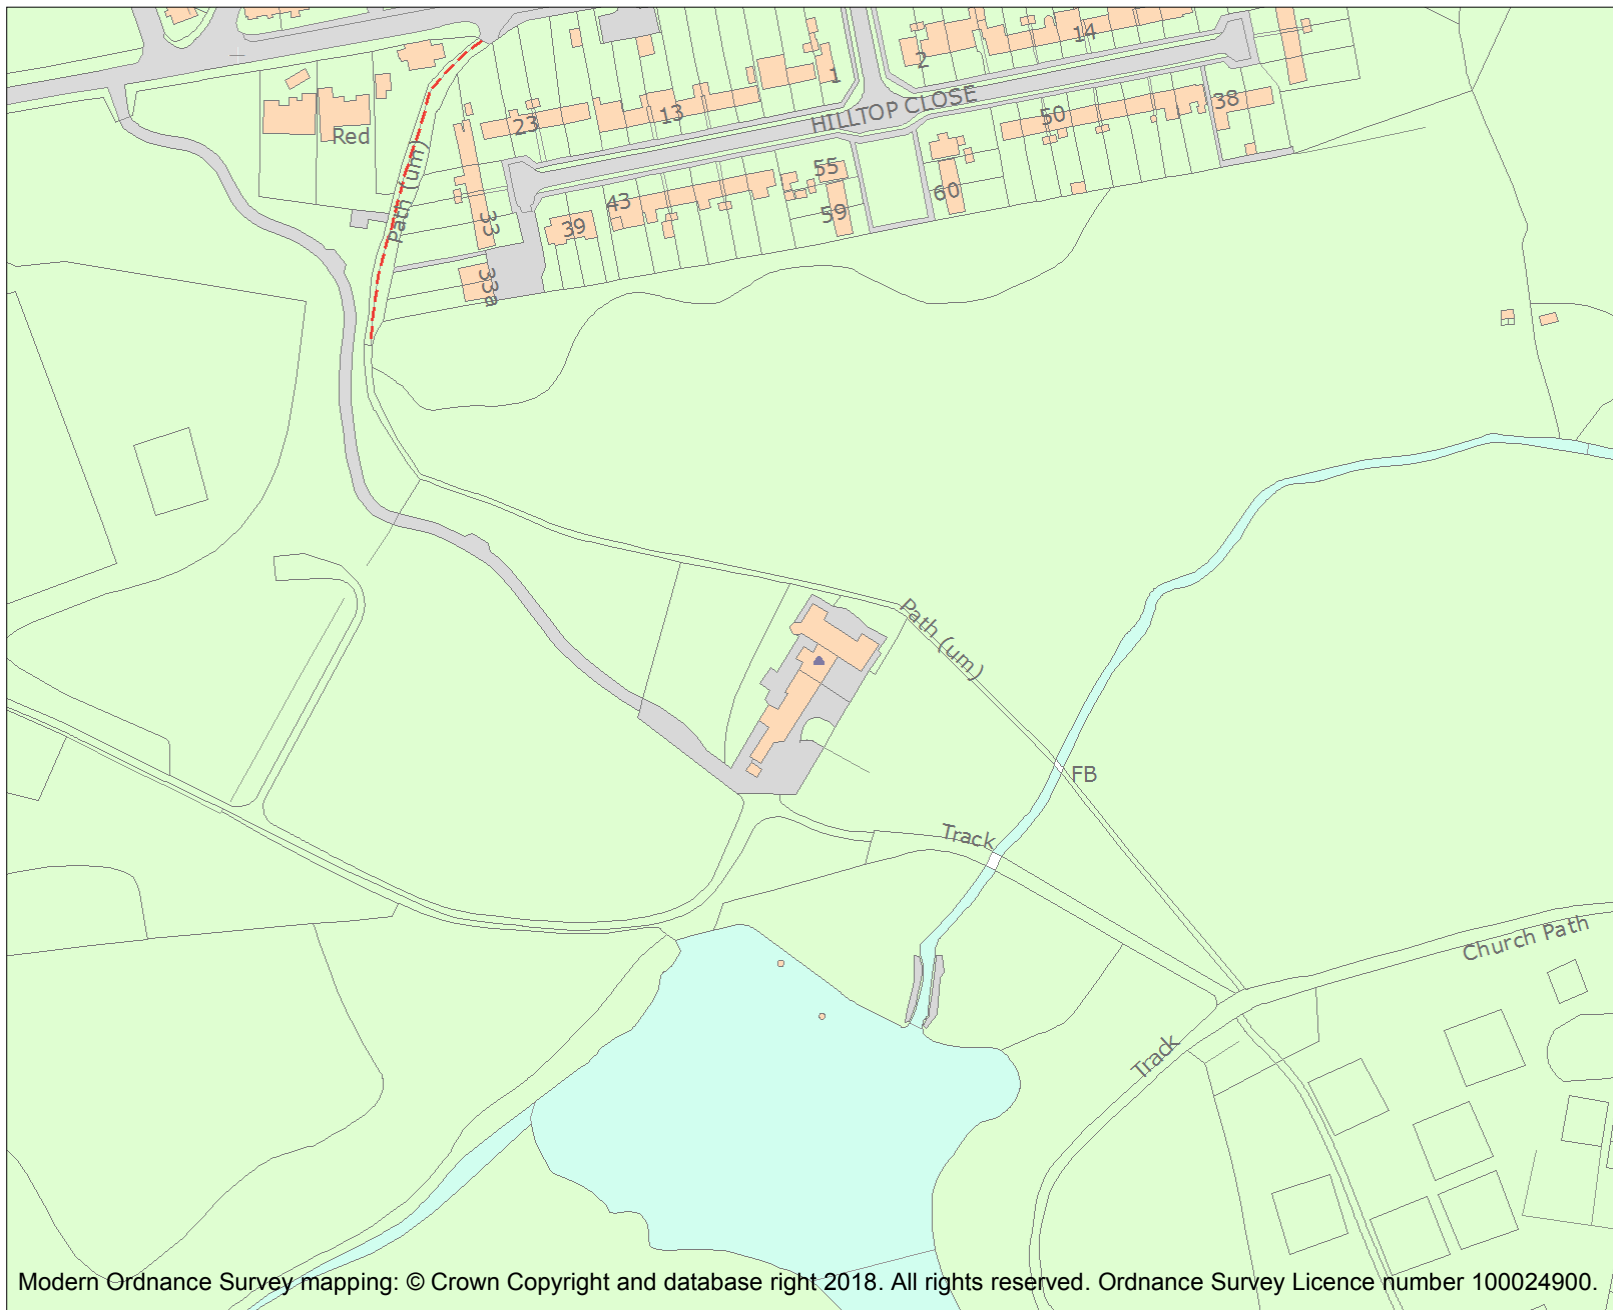 14
2
1
HILLTOP CLOSE
38
50
13
23
Red
Path (um)
55
60
43
59
33
39
33a
Path (um)
FB
Track
Church Path
Track
Modern Ordnance Survey mapping: © Crown Copyright and database right 2018. All rights reserved. Ordnance Survey Licence number 100024900.